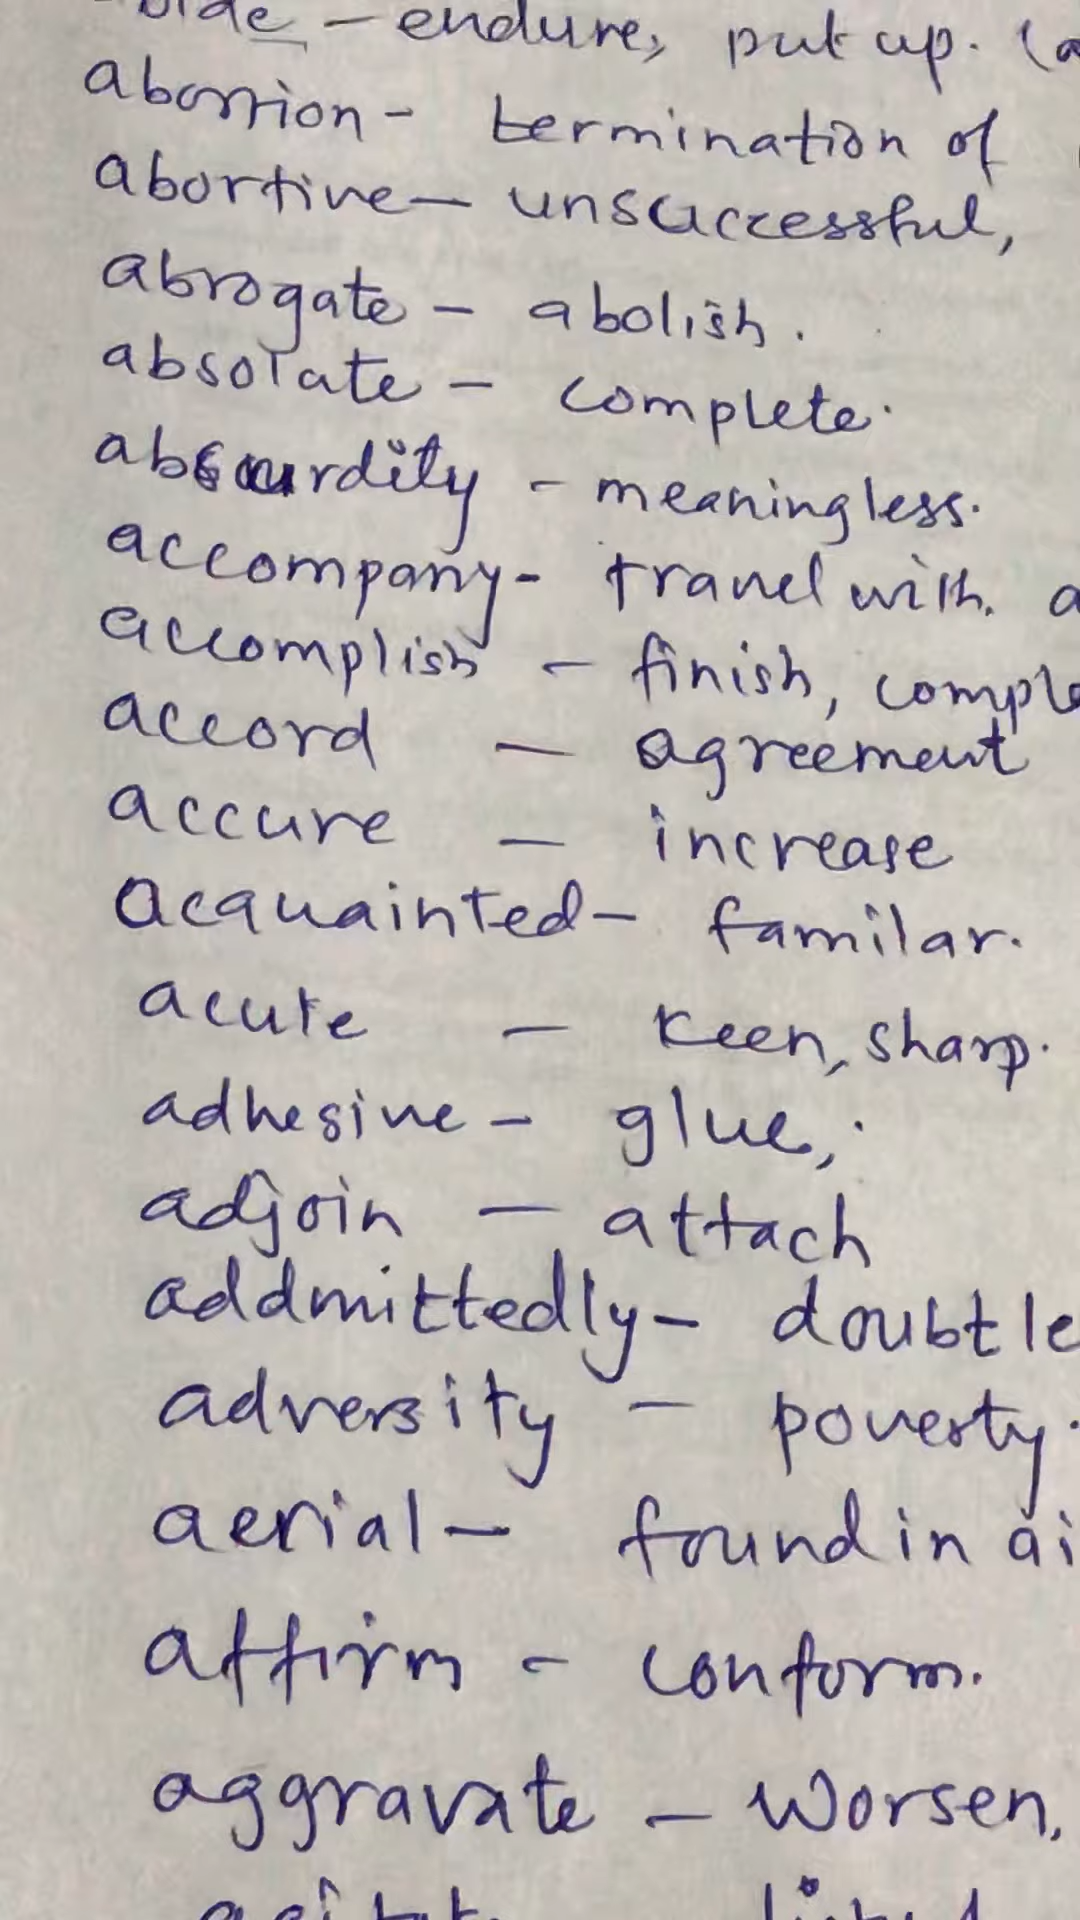 – endure, put up.
abortion - termination of
abortive – unsuccessful,
abrogate – abolish.
absolate – complete.
absurdity – meaningless.
accompany - travel with.
accomplish – finish,
accord – agreement
accure – increase
acquainted – familar.
acute – keen, sharp.
adhesive – glue,.
adjoin – attach
addmittedly –
adversity – poverty.
aerial – found in
affirm – conform.
aggravate – worsen,